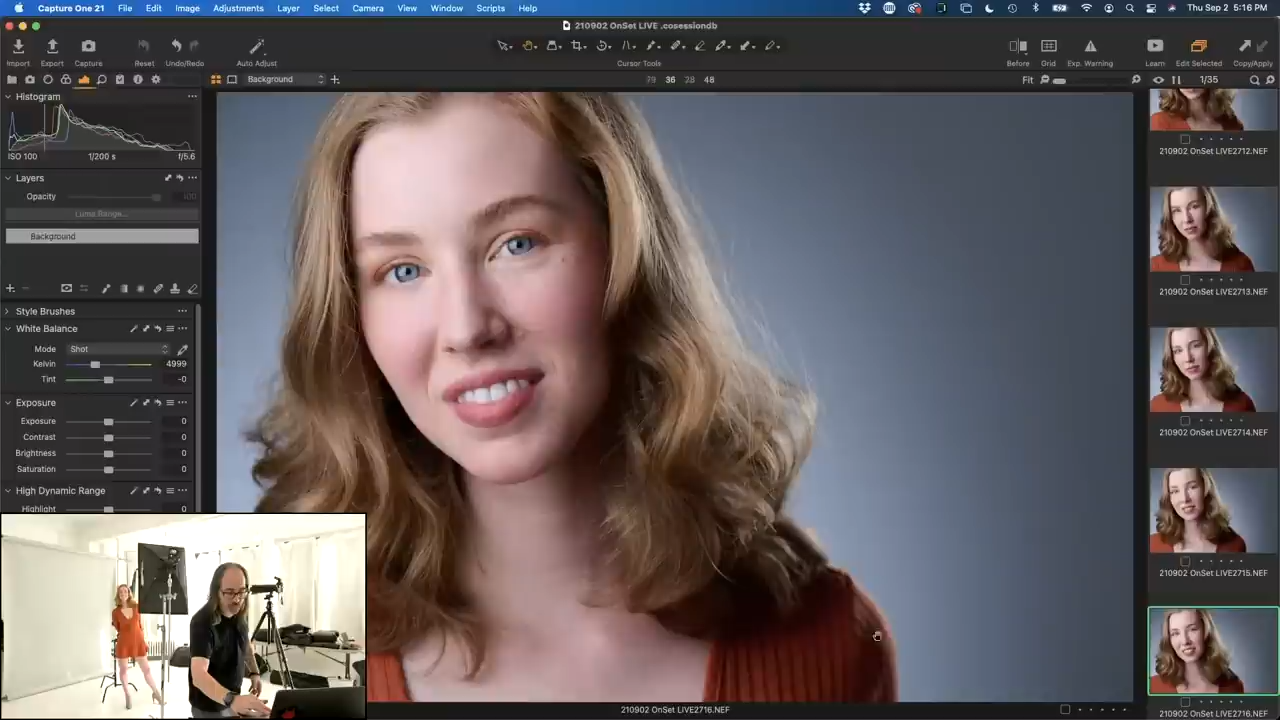 Capture One 21 File Edit Image Adjustments Layer Select Camera View Window Scripts Help Thu Sep 2 5:16 PM
210902 OnSet LIVE .cosessiondb
Import Export Capture Reset Undo/Redo Auto Adjust Cursor Tools Before Grid Exp. Warning Learn Edit Selected Copy/Apply
Background 36 28 48 Fit 1/35
Histogram
ISO 100 1/200 s f/5.6
Layers
Opacity 100
Luma Range...
Background
Style Brushes
White Balance
Mode Shot
Kelvin 4999
Tint -0
Exposure
Exposure 0
Contrast 0
Brightness 0
Saturation 0
High Dynamic Range
Highlight 0
210902 OnSet LIVE2716.NEF
210902 OnSet LIVE2712.NEF
210902 OnSet LIVE2713.NEF
210902 OnSet LIVE2714.NEF
210902 OnSet LIVE2715.NEF
210902 OnSet LIVE2716.NEF